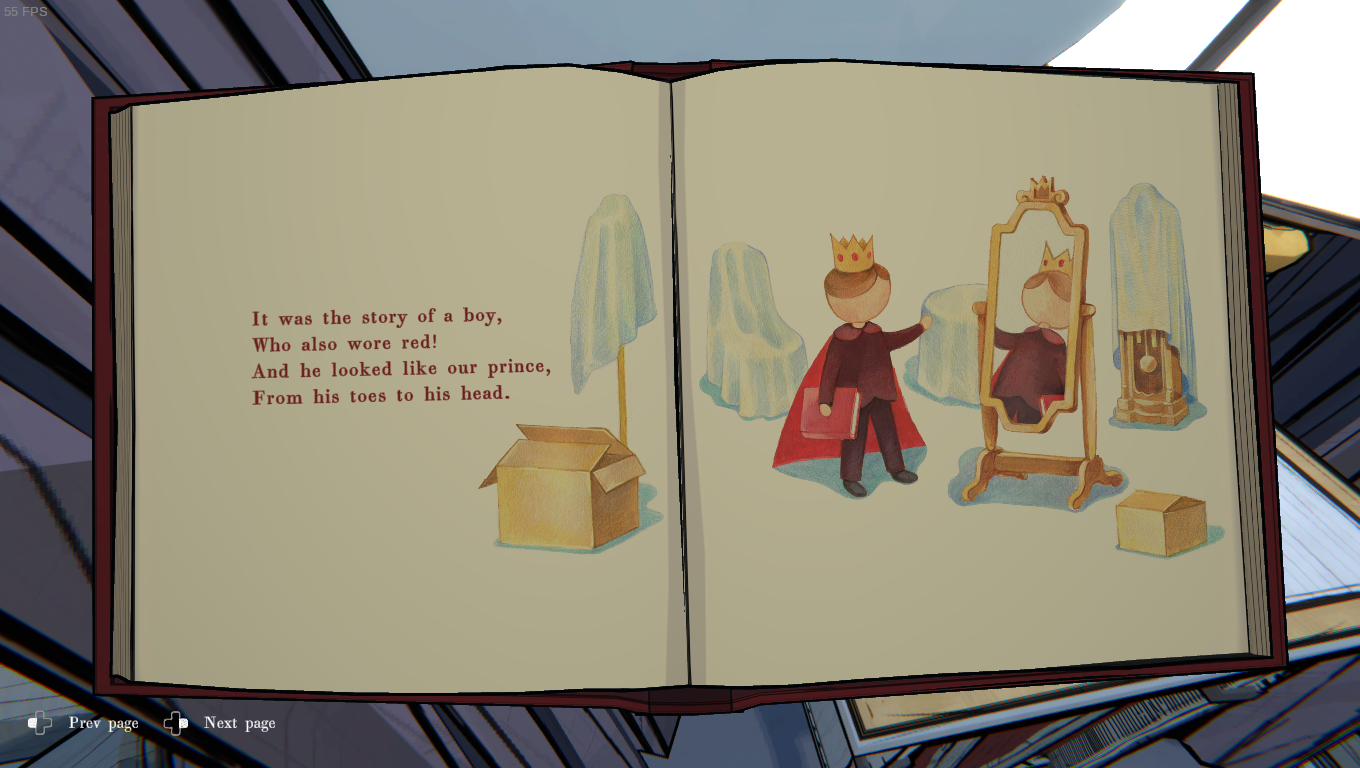 55 FPS
It was the story of a boy,
Who also wore red!
And he looked like our prince,
From his toes to his head.
Prev page
Next page